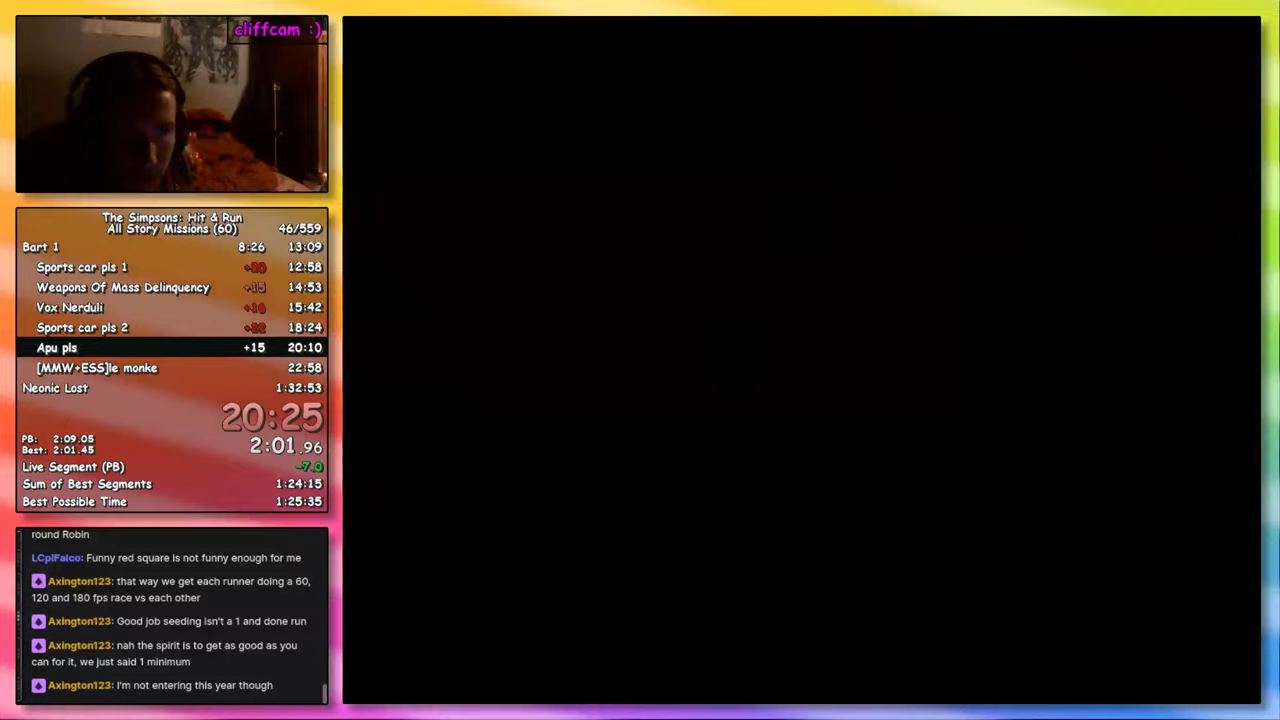 cliffcam :)
The Simpsons: Hit & Run
All Story Missions (60) 46/559
Bart 1 8:26 13:09
Sports car pls 1 +20 12:58
Weapons Of Mass Delinquency +15 14:53
Vox Nerduli +16 15:42
Sports car pls 2 +22 18:24
Apu pls +15 20:10
[MMW+ESS]le monke 22:58
Neonic Lost 1:32:53
20:25
PB: 2:09.05
Best: 2:01.45
2:01.96
Live Segment (PB) -7.0
Sum of Best Segments 1:24:15
Best Possible Time 1:25:35
round Robin
LCplFalco: Funny red square is not funny enough for me
Axington123: that way we get each runner doing a 60,
120 and 180 fps race vs each other
Axington123: Good job seeding isn't a 1 and done run
Axington123: nah the spirit is to get as good as you
can for it, we just said 1 minimum
Axington123: I'm not entering this year though